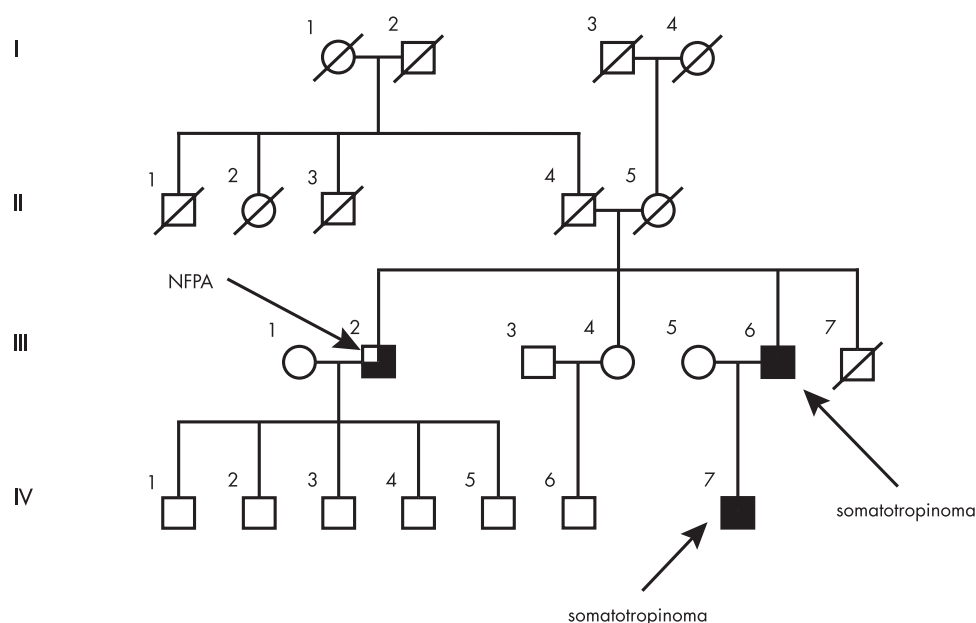 I 1 2 3 4
II 1 2 3 4 5
NFPA
III 1 2 3 4 5 6 7
IV 1 2 3 4 5 6 7
somatotropinoma
somatotropinoma